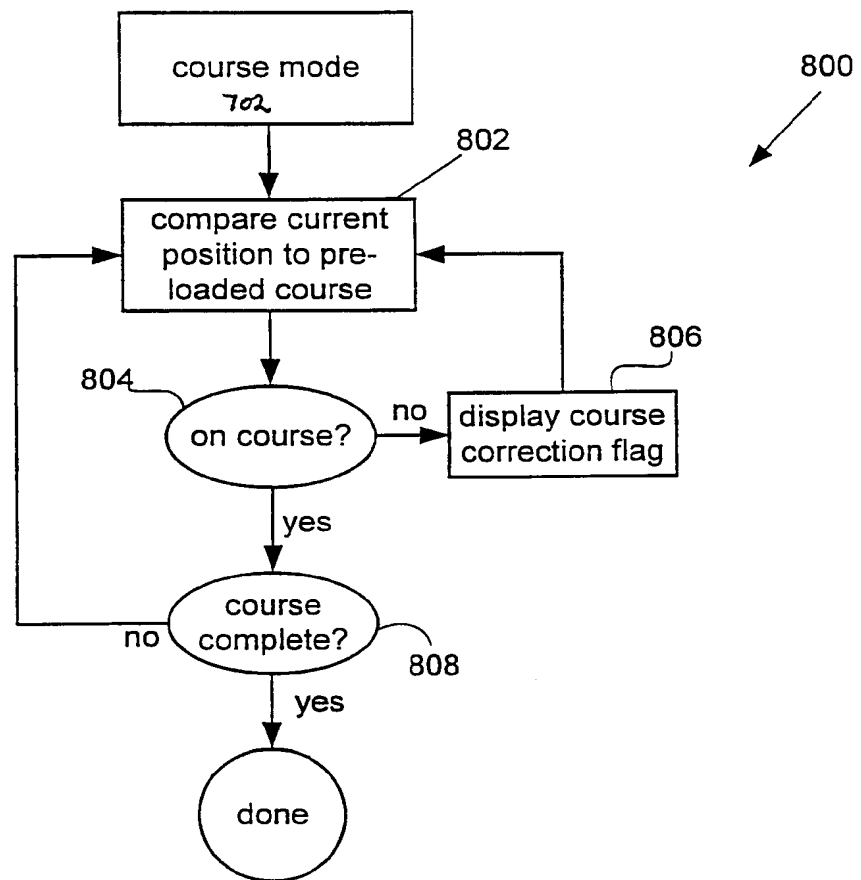 course mode
702
800
802
compare current
position to pre-
loaded course
804
on course?
no
806
display course
correction flag
yes
course
complete?
no
808
yes
done